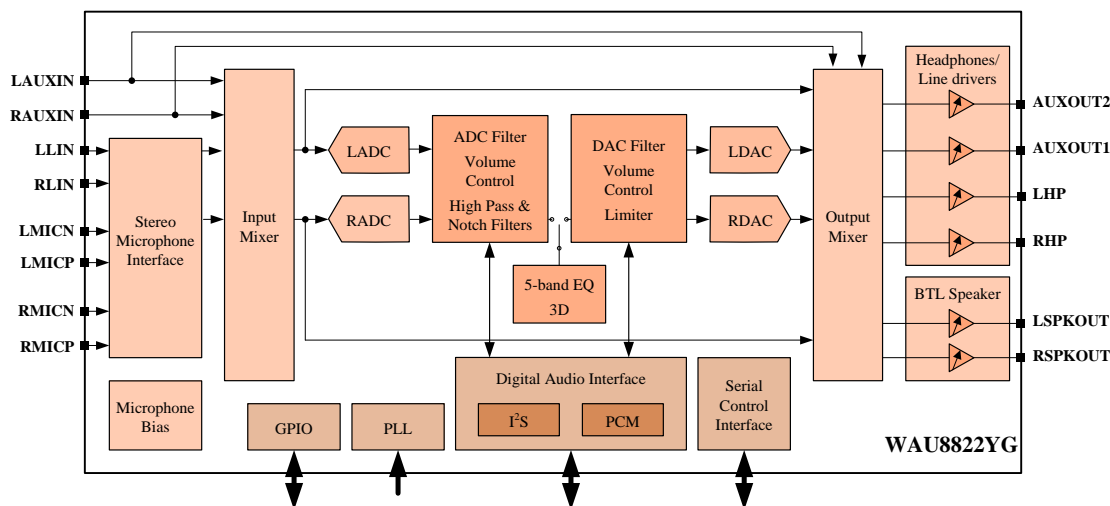 LAUXIN
RAUXIN
LLIN
RLIN
LMICN
LMICP
RMICN
RMICP
Stereo
Microphone
Interface
Microphone
Bias
Input
Mixer
LADC
RADC
ADC Filter
Volume
Control
High Pass &
Notch Filters
DAC Filter
Volume
Control
Limiter
5-band EQ
3D
LDAC
RDAC
Output
Mixer
Headphones/
Line drivers
BTL Speaker
AUXOUT2
AUXOUT1
LHP
RHP
LSPKOUT
RSPKOUT
GPIO
PLL
Digital Audio Interface
I²S
PCM
Serial
Control
Interface
WAU8822YG